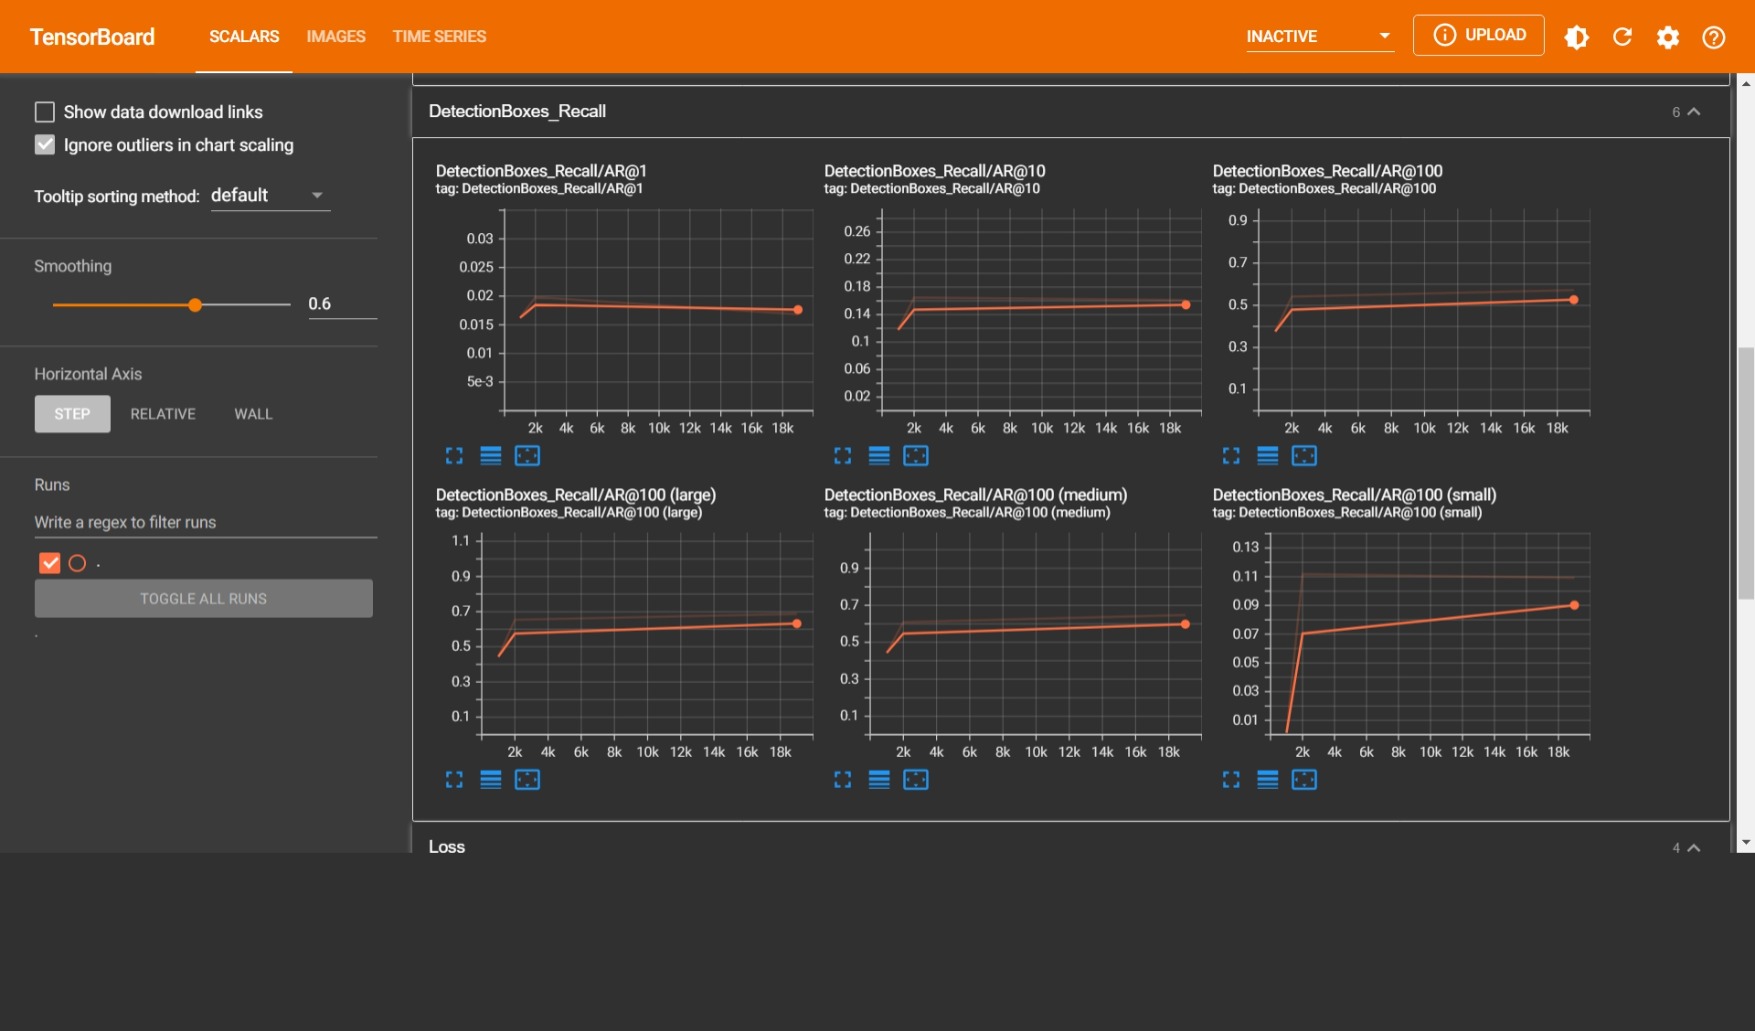 TensorBoard SCALARS IMAGES TIME SERIES INACTIVE UPLOAD
Show data download links
Ignore outliers in chart scaling
Tooltip sorting method: default
Smoothing
0.6
Horizontal Axis
STEP RELATIVE WALL
Runs
Write a regex to filter runs
.
TOGGLE ALL RUNS
.
DetectionBoxes_Recall 6
DetectionBoxes_Recall/AR@1
tag: DetectionBoxes_Recall/AR@1
0.03
0.025
0.02
0.015
0.01
5e-3
2k 4k 6k 8k 10k 12k 14k 16k 18k
DetectionBoxes_Recall/AR@10
tag: DetectionBoxes_Recall/AR@10
0.26
0.22
0.18
0.14
0.1
0.06
0.02
2k 4k 6k 8k 10k 12k 14k 16k 18k
DetectionBoxes_Recall/AR@100
tag: DetectionBoxes_Recall/AR@100
0.9
0.7
0.5
0.3
0.1
2k 4k 6k 8k 10k 12k 14k 16k 18k
DetectionBoxes_Recall/AR@100 (large)
tag: DetectionBoxes_Recall/AR@100 (large)
1.1
0.9
0.7
0.5
0.3
0.1
2k 4k 6k 8k 10k 12k 14k 16k 18k
DetectionBoxes_Recall/AR@100 (medium)
tag: DetectionBoxes_Recall/AR@100 (medium)
0.9
0.7
0.5
0.3
0.1
2k 4k 6k 8k 10k 12k 14k 16k 18k
DetectionBoxes_Recall/AR@100 (small)
tag: DetectionBoxes_Recall/AR@100 (small)
0.13
0.11
0.09
0.07
0.05
0.03
0.01
2k 4k 6k 8k 10k 12k 14k 16k 18k
Loss 4